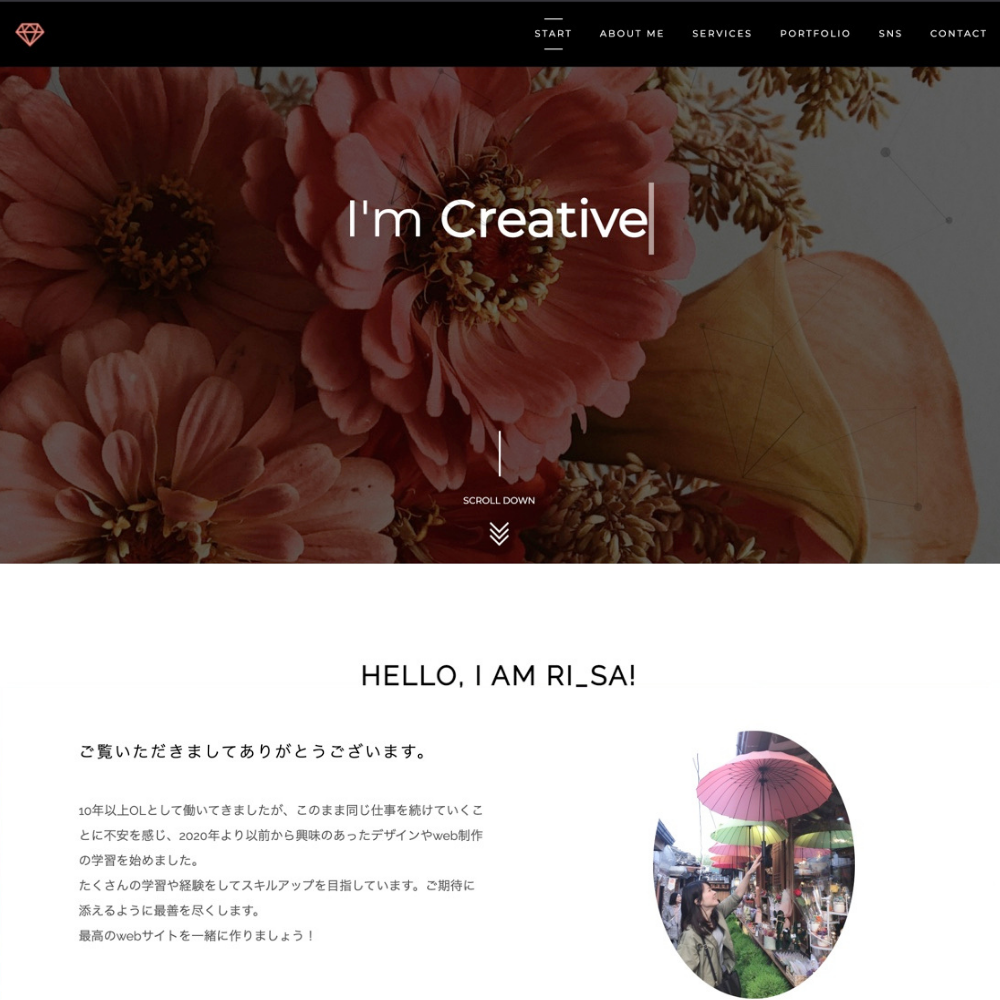 START ABOUT ME SERVICES PORTFOLIO SNS CONTACT
I'm Creative
SCROLL DOWN
HELLO, I AM RI_SA!
ご覧いただきましてありがとうございます。
10年以上OLとして働いてきましたが、このまま同じ仕事を続けていくこ
とに不安を感じ、2020年より以前から興味のあったデザインやweb制作
の学習を始めました。
たくさんの学習や経験をしてスキルアップを目指しています。ご期待に
添えるように最善を尽くします。
最高のwebサイトを一緒に作りましょう！